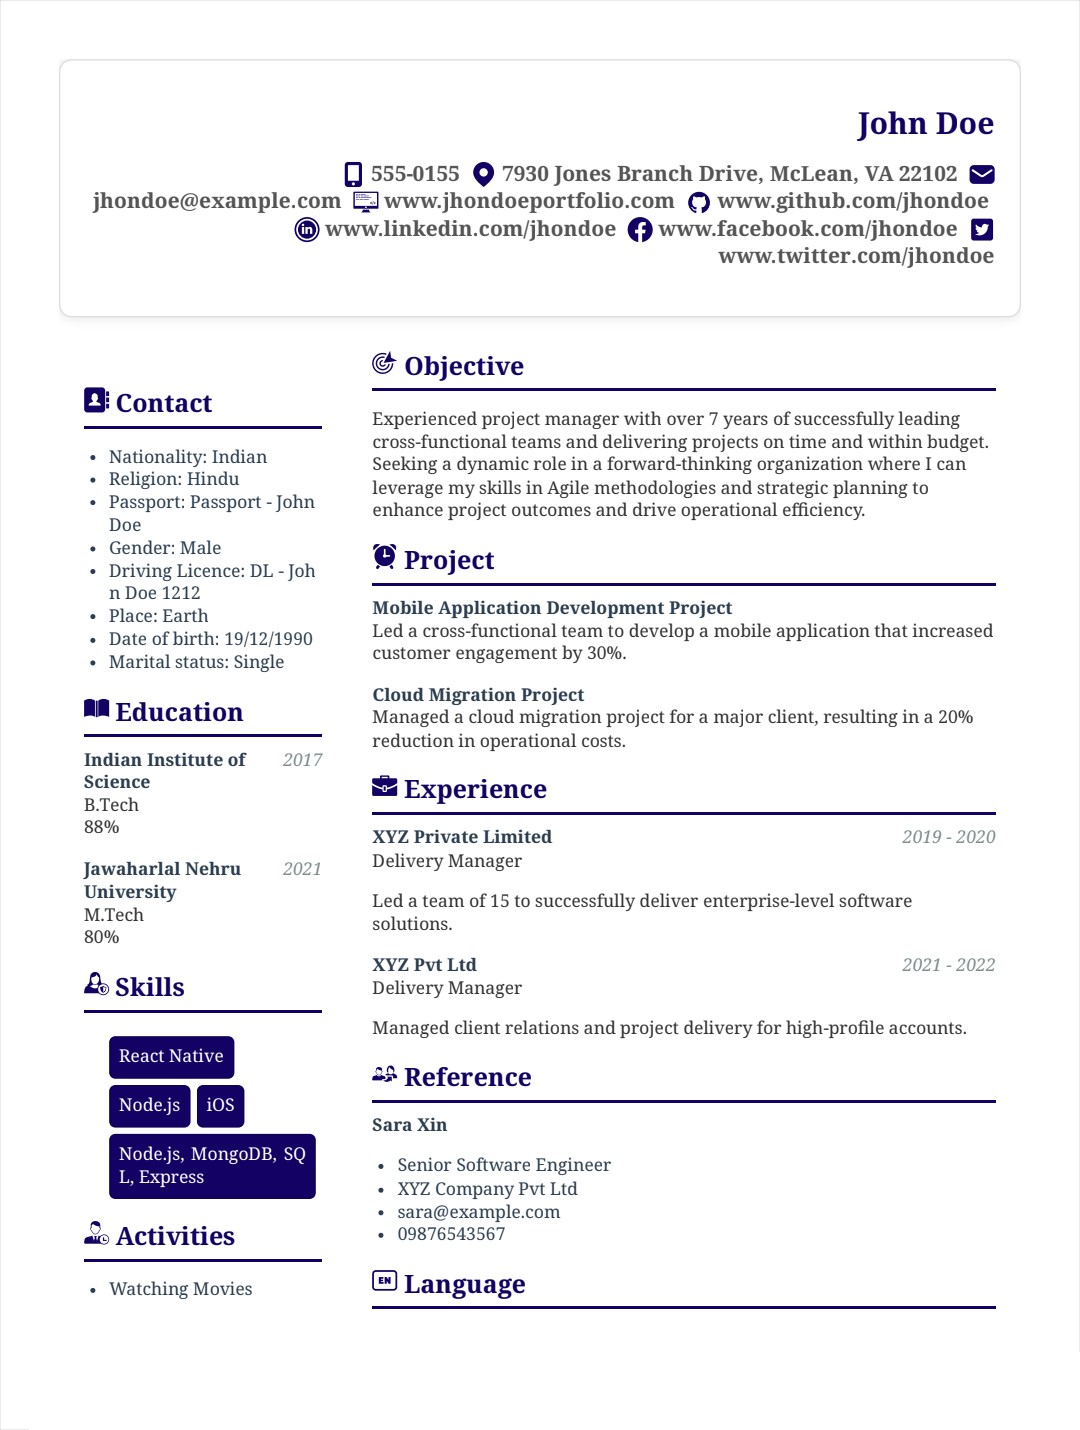 John Doe
555-0155 7930 Jones Branch Drive, McLean, VA 22102
jhondoe@example.com www.jhondoeportfolio.com www.github.com/jhondoe
www.linkedin.com/jhondoe www.facebook.com/jhondoe
www.twitter.com/jhondoe
Contact
Nationality: Indian
Religion: Hindu
Passport: Passport - John
Doe
Gender: Male
Driving Licence: DL - Joh
n Doe 1212
Place: Earth
Date of birth: 19/12/1990
Marital status: Single
Education
Indian Institute of 2017
Science
B.Tech
88%
Jawaharlal Nehru 2021
University
M.Tech
80%
Skills
React Native
Node.js iOS
Node.js, MongoDB, SQ
L, Express
Activities
Watching Movies
Objective
Experienced project manager with over 7 years of successfully leading
cross-functional teams and delivering projects on time and within budget.
Seeking a dynamic role in a forward-thinking organization where I can
leverage my skills in Agile methodologies and strategic planning to
enhance project outcomes and drive operational efficiency.
Project
Mobile Application Development Project
Led a cross-functional team to develop a mobile application that increased
customer engagement by 30%.
Cloud Migration Project
Managed a cloud migration project for a major client, resulting in a 20%
reduction in operational costs.
Experience
XYZ Private Limited 2019 - 2020
Delivery Manager
Led a team of 15 to successfully deliver enterprise-level software
solutions.
XYZ Pvt Ltd 2021 - 2022
Delivery Manager
Managed client relations and project delivery for high-profile accounts.
Reference
Sara Xin
Senior Software Engineer
XYZ Company Pvt Ltd
sara@example.com
09876543567
EN Language